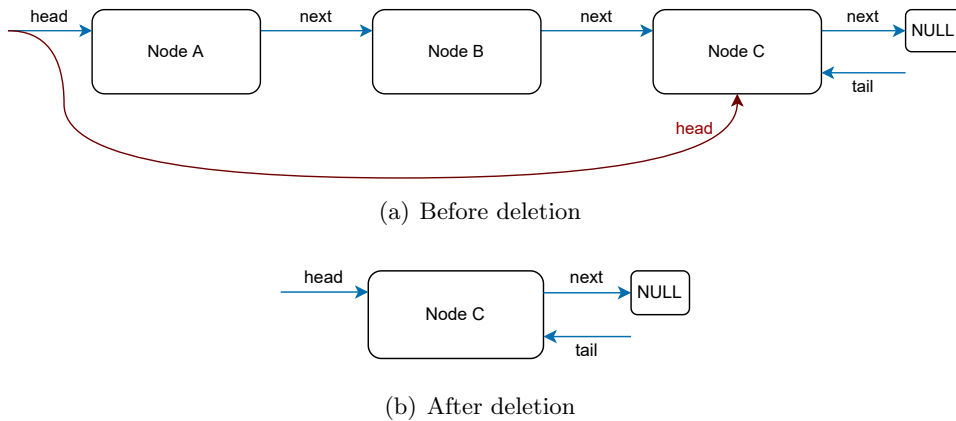 head next next next
Node A Node B Node C NULL
tail
head
(a) Before deletion
head next
Node C NULL
tail
(b) After deletion